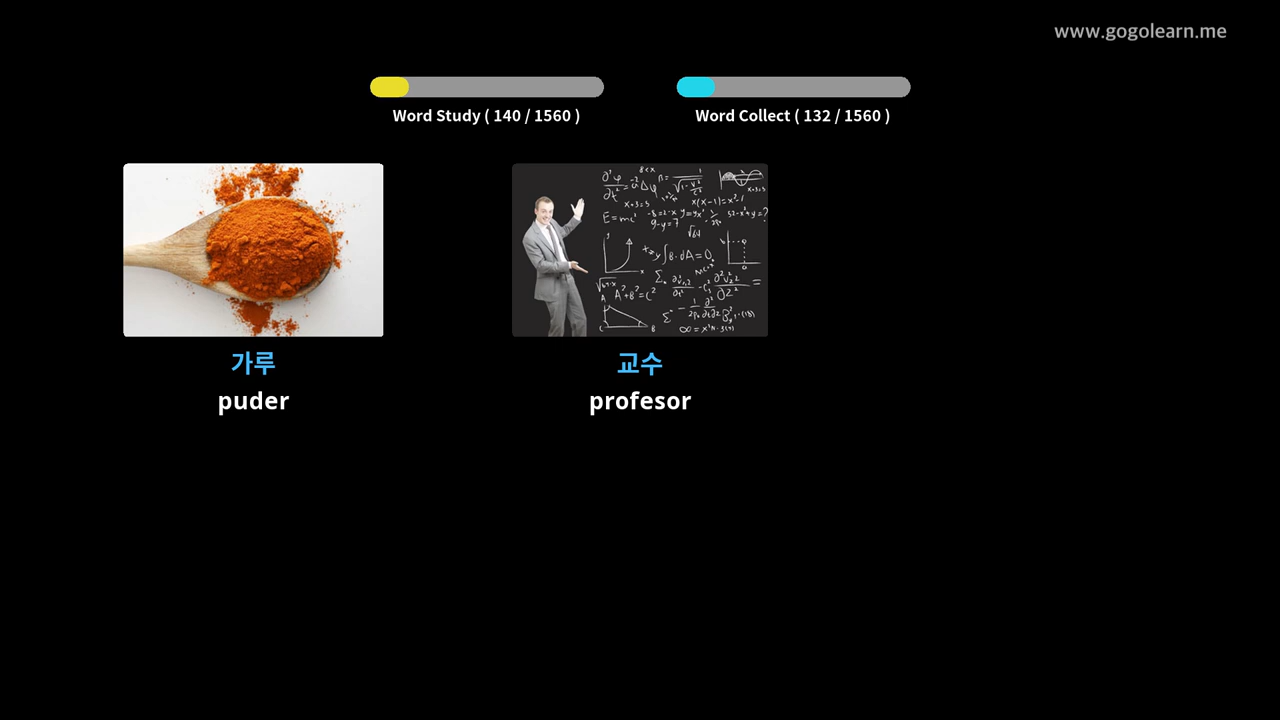 www.gogolearn.me
Word Study ( 140 / 1560 )
Word Collect ( 132 / 1560 )
가루
교수
puder
profesor